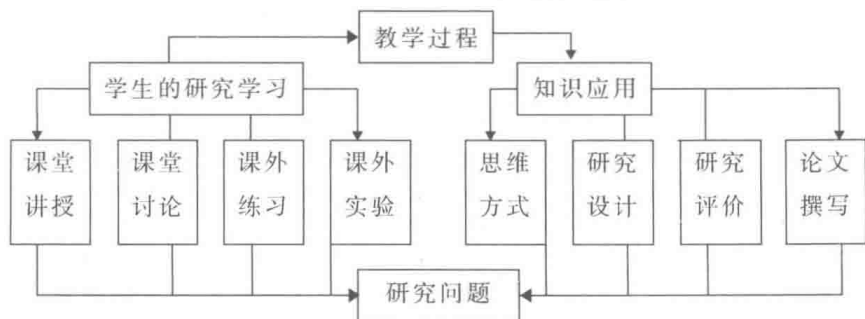 教学过程
学生的研究学习
知识应用
课堂
讲授
课堂
讨论
课外
练习
课外
实验
思维
方式
研究
设计
研究
评价
论文
撰写
研究问题